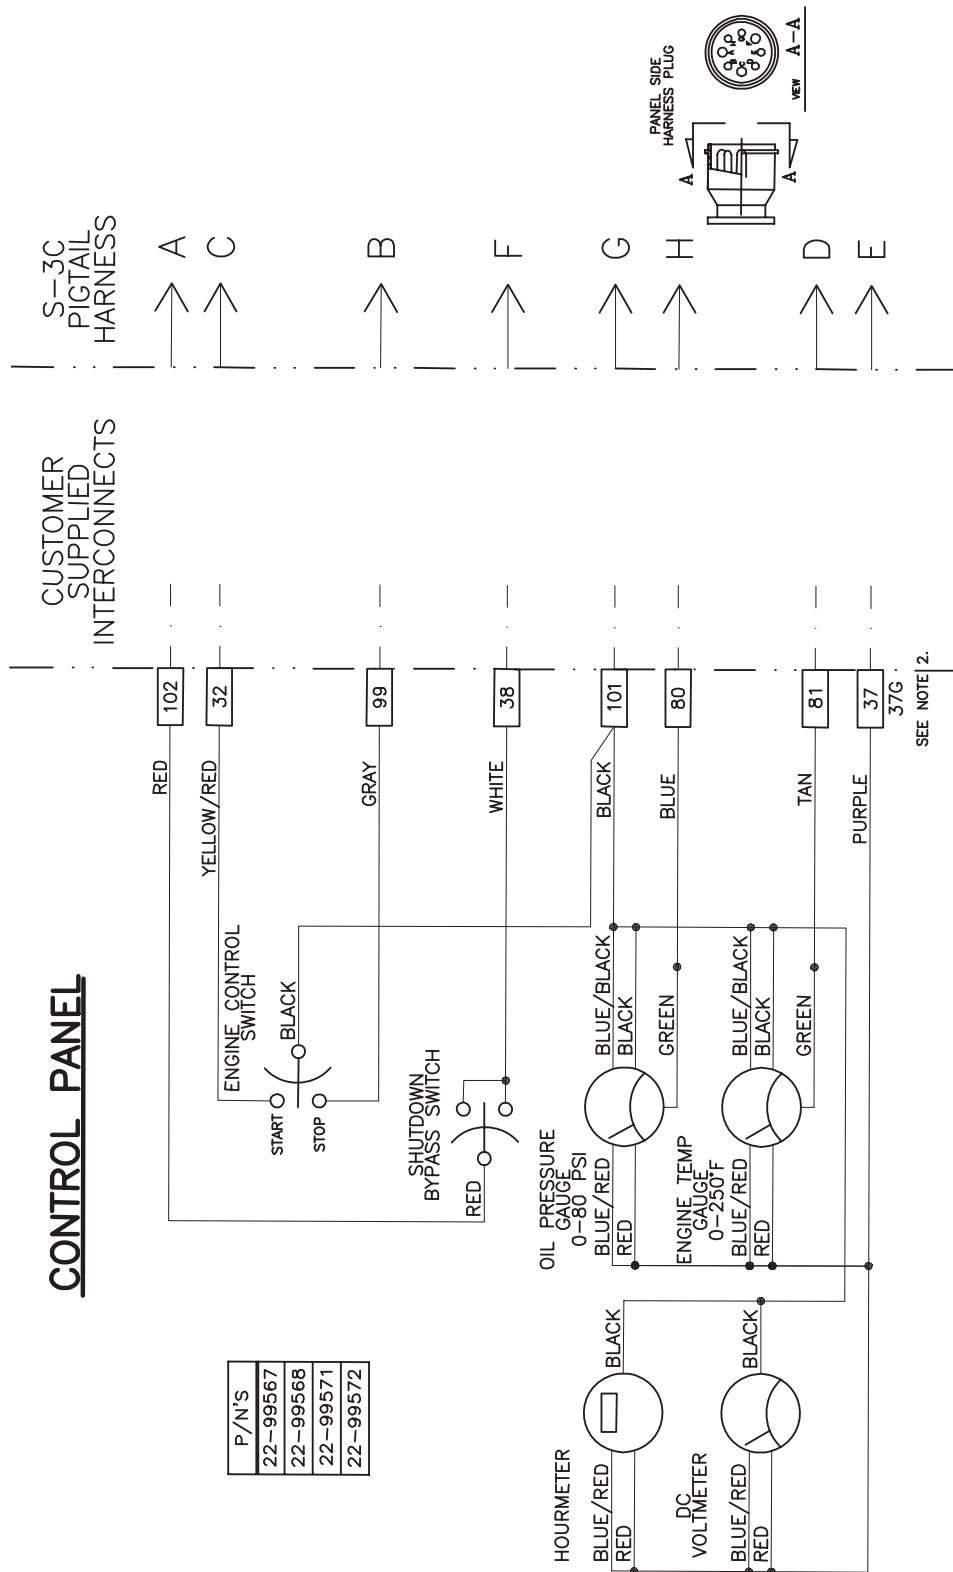 CONTROL PANEL
CUSTOMER
SUPPLIED
INTERCONNECTS
S-3C
PIGTAIL
HARNESS
RED
102
A
YELLOW/RED
32
C
ENGINE CONTROL
SWITCH
START
STOP
BLACK
GRAY
99
B
SHUTDOWN
BYPASS SWITCH
RED
WHITE
38
F
OIL PRESSURE
GAUGE
0-80 PSI
BLUE/RED
RED
BLUE/BLACK
BLACK
GREEN
BLACK
101
G
BLUE
80
H
ENGINE TEMP
GAUGE
0-250°F
BLUE/RED
RED
BLUE/BLACK
BLACK
GREEN
TAN
81
D
PURPLE
37
37G
E
SEE NOTE 2.
HOURMETER
BLUE/RED
RED
BLACK
DC
VOLTMETER
BLUE/RED
RED
BLACK
P/N'S
22-99567
22-99568
22-99571
22-99572
PANEL SIDE
HARNESS PLUG
A
A
VIEW A-A